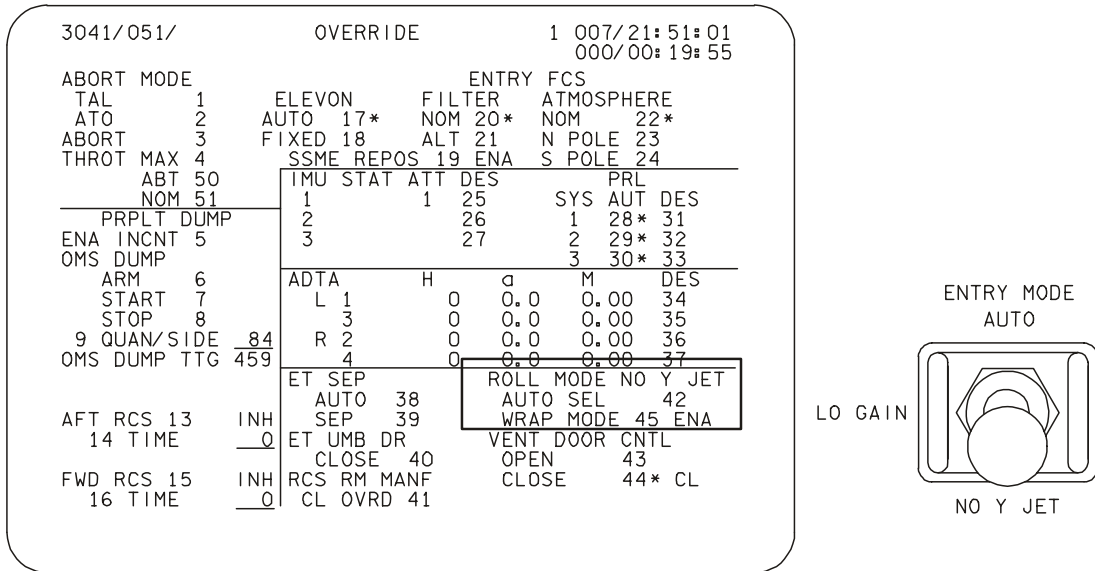 3041/051/ OVERRIDE 1 007/21:51:01
000/00:19:55
ABORT MODE ENTRY FCS
TAL 1 ELEVON FILTER ATMOSPHERE
ATO 2 AUTO 17* NOM 20* NOM 22*
ABORT 3 FIXED 18 ALT 21 N POLE 23
THROT MAX 4 SSME REPOS 19 ENA S POLE 24
ABT 50 IMU STAT ATT DES PRL
NOM 51 1 1 25 SYS AUT DES
PRPLT DUMP 2 26 1 28* 31
ENA INCNT 5 3 27 2 29* 32
OMS DUMP 3 30* 33
ARM 6 ADTA H α M DES
START 7 L 1 0 0.0 0.00 34
STOP 8 3 0 0.0 0.00 35
9 QUAN/SIDE 84 R 2 0 0.0 0.00 36
OMS DUMP TTG 459 4 0 0.0 0.00 37
ET SEP ROLL MODE NO Y JET
AUTO 38 AUTO SEL 42
AFT RCS 13 INH SEP 39 WRAP MODE 45 ENA
14 TIME 0 ET UMB DR VENT DOOR CNTL
CLOSE 40 OPEN 43
FWD RCS 15 INH RCS RM MANF CLOSE 44* CL
16 TIME 0 CL OVRD 41
ENTRY MODE
AUTO
LO GAIN
NO Y JET